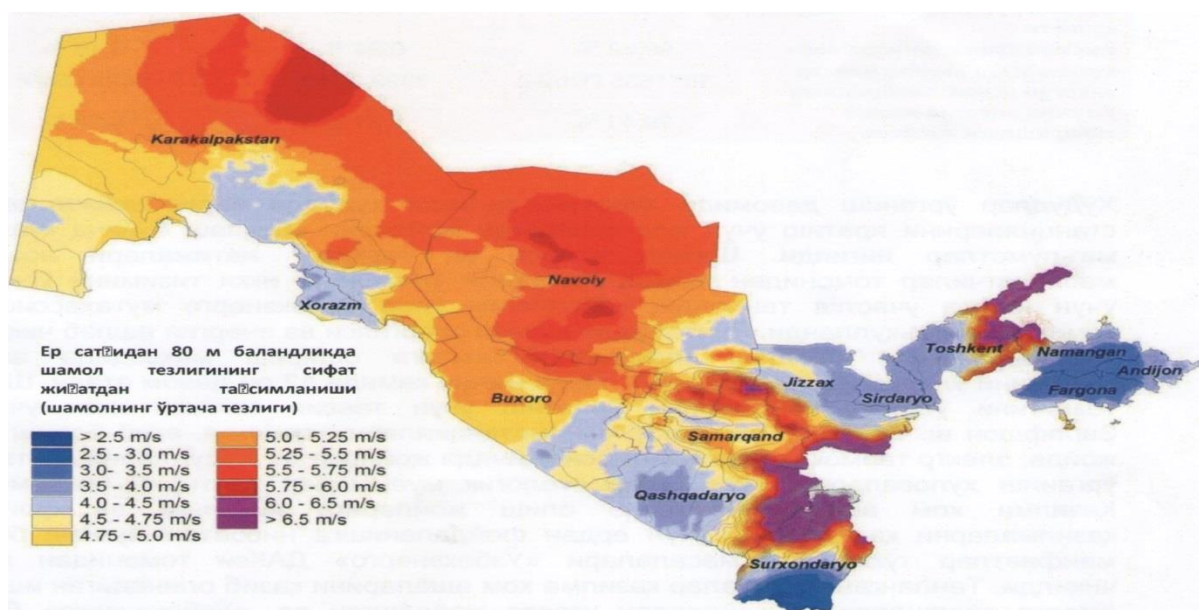 Karakalpakstan
Navoiy
Xorazm
Toshkent
Namangan
Andijon
Fargona
Jizzax
Sirdaryo
Buxoro
Samarqand
Qashqadaryo
Surxondaryo
Ер сат⍰идан 80 м баландликда
шамол тезлигининг сифат
жи⍰атдан та⍰симланиши
(шамолнинг ўртача тезлиги)
> 2.5 m/s 5.0 - 5.25 m/s
2.5 - 3.0 m/s 5.25 - 5.5 m/s
3.0- 3.5 m/s 5.5 - 5.75 m/s
3.5 - 4.0 m/s 5.75 - 6.0 m/s
4.0 - 4.5 m/s 6.0 - 6.5 m/s
4.5 - 4.75 m/s > 6.5 m/s
4.75 - 5.0 m/s